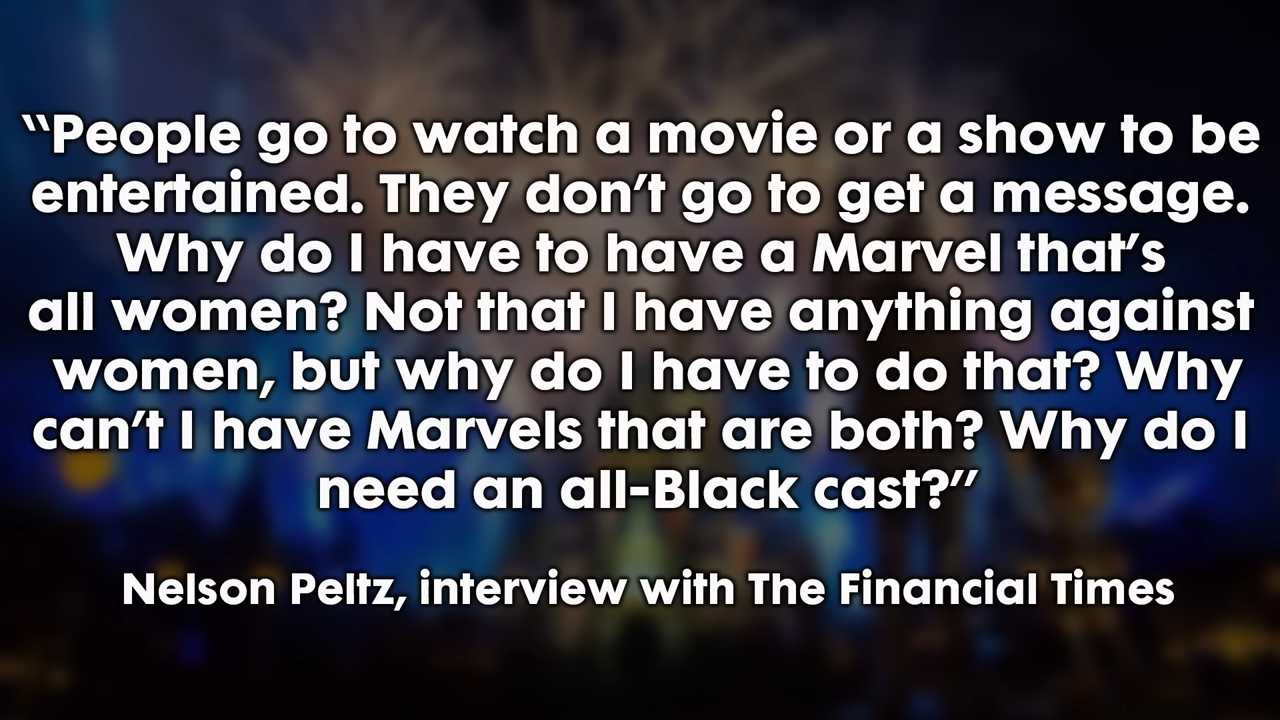 “People go to watch a movie or a show to be
entertained. They don’t go to get a message.
Why do I have to have a Marvel that’s
all women? Not that I have anything against
women, but why do I have to do that? Why
can’t I have Marvels that are both? Why do I
need an all-Black cast?”
Nelson Peltz, interview with The Financial Times